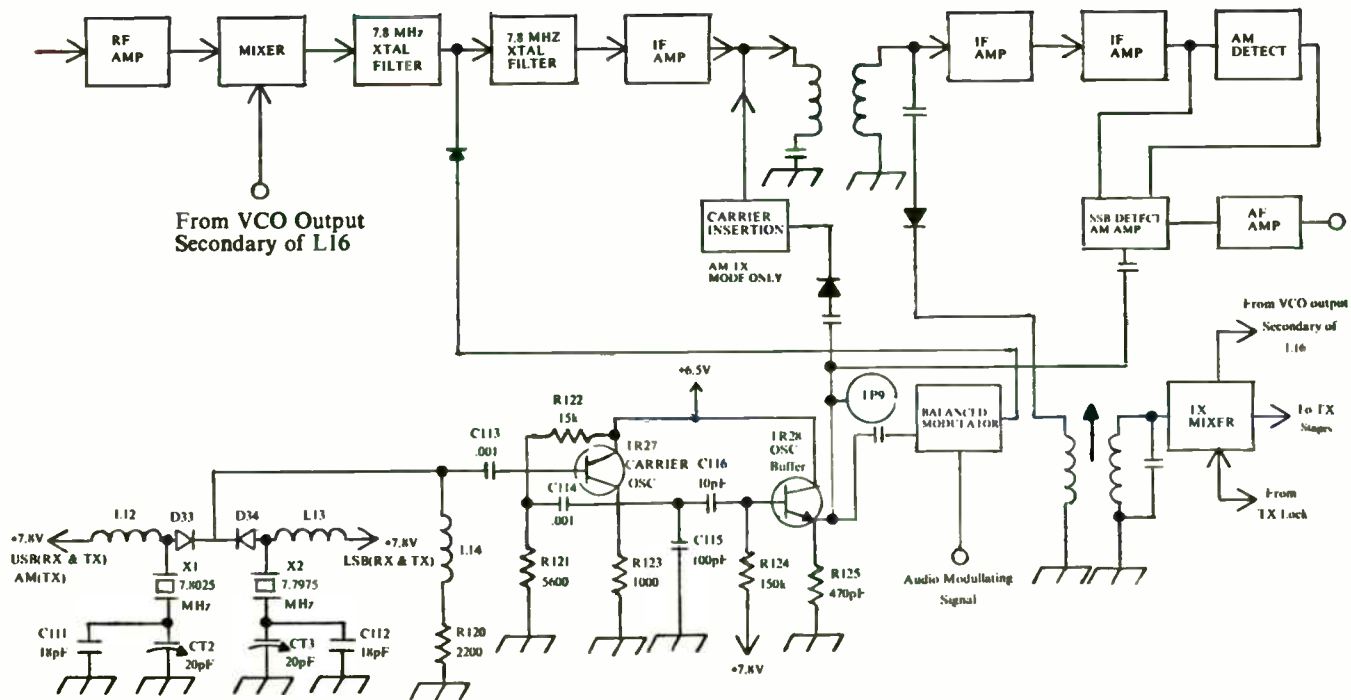 RF
AMP
MIXER
7.8 MHz
XTAL
FILTER
7.8 MHZ
XTAL
FILTER
IF
AMP
IF
AMP
IF
AMP
AM
DETECT
From VCO Output
Secondary of L16
CARRIER
INSERTION
AM TX
MODE ONLY
SSB DETECT
AM AMP
AF
AMP
From VCO output
Secondary of
L16
+6.5V
R122
15k
TP9
BALANCED
MODULATOR
TX
MIXER
To TX
Stages
C113
.001
TR27
CARRIER
OSC
C116
10pF
TR28
OSC
Buffer
C114
.001
From
TX Lock
L12
D33
D34
L13
+7.8V
USB(RX & TX)
AM(TX)
+7.8V
LSB(RX & TX)
L14
X1
7.8025
MHz
X2
7.7975
MHz
R121
5600
R123
1000
C115
100pF
R124
150k
R125
470pF
Audio Modullating
Signal
C111
18pF
CT2
20pF
CT3
20pF
C112
18pF
R120
2200
+7.8V